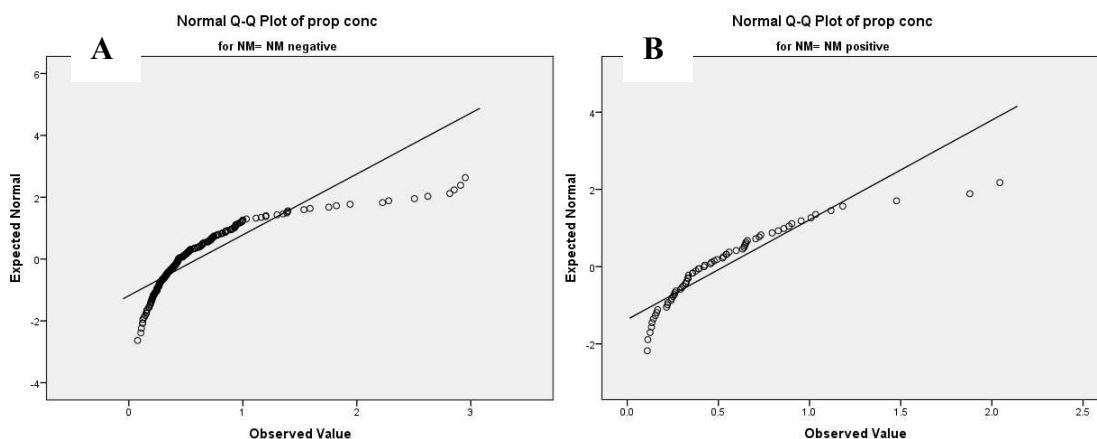 A
Normal Q-Q Plot of prop conc
for NM= NM negative
Expected Normal
6
4
2
0
-2
-4
0
1
2
3
Observed Value
B
Normal Q-Q Plot of prop conc
for NM= NM positive
Expected Normal
4
2
0
-2
0.0
0.5
1.0
1.5
2.0
2.5
Observed Value